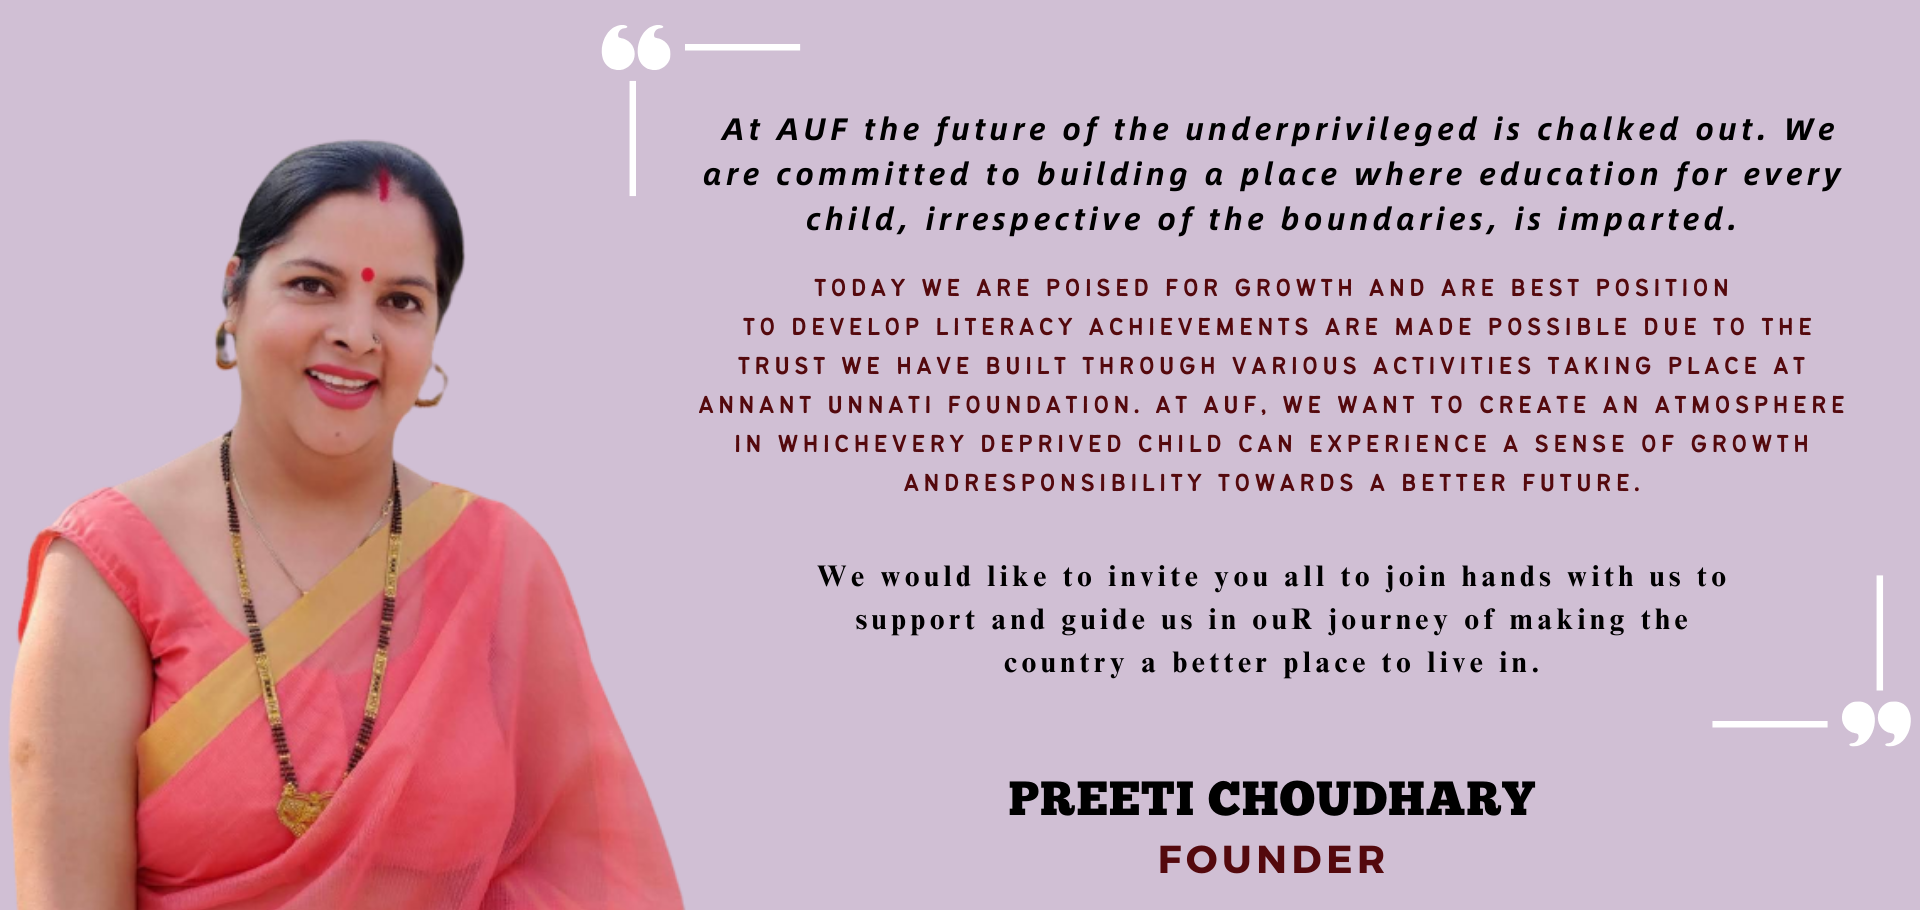 At AUF the future of the underprivileged is chalked out. We
are committed to building a place where education for every
child, irrespective of the boundaries, is imparted.
TODAY WE ARE POISED FOR GROWTH AND ARE BEST POSITION
TO DEVELOP LITERACY ACHIEVEMENTS ARE MADE POSSIBLE DUE TO THE
TRUST WE HAVE BUILT THROUGH VARIOUS ACTIVITIES TAKING PLACE AT
ANNANT UNNATI FOUNDATION. AT AUF, WE WANT TO CREATE AN ATMOSPHERE
IN WHICHEVERY DEPRIVED CHILD CAN EXPERIENCE A SENSE OF GROWTH
ANDRESPONSIBILITY TOWARDS A BETTER FUTURE.
We would like to invite you all to join hands with us to
support and guide us in ouR journey of making the
country a better place to live in.
PREETI CHOUDHARY
FOUNDER